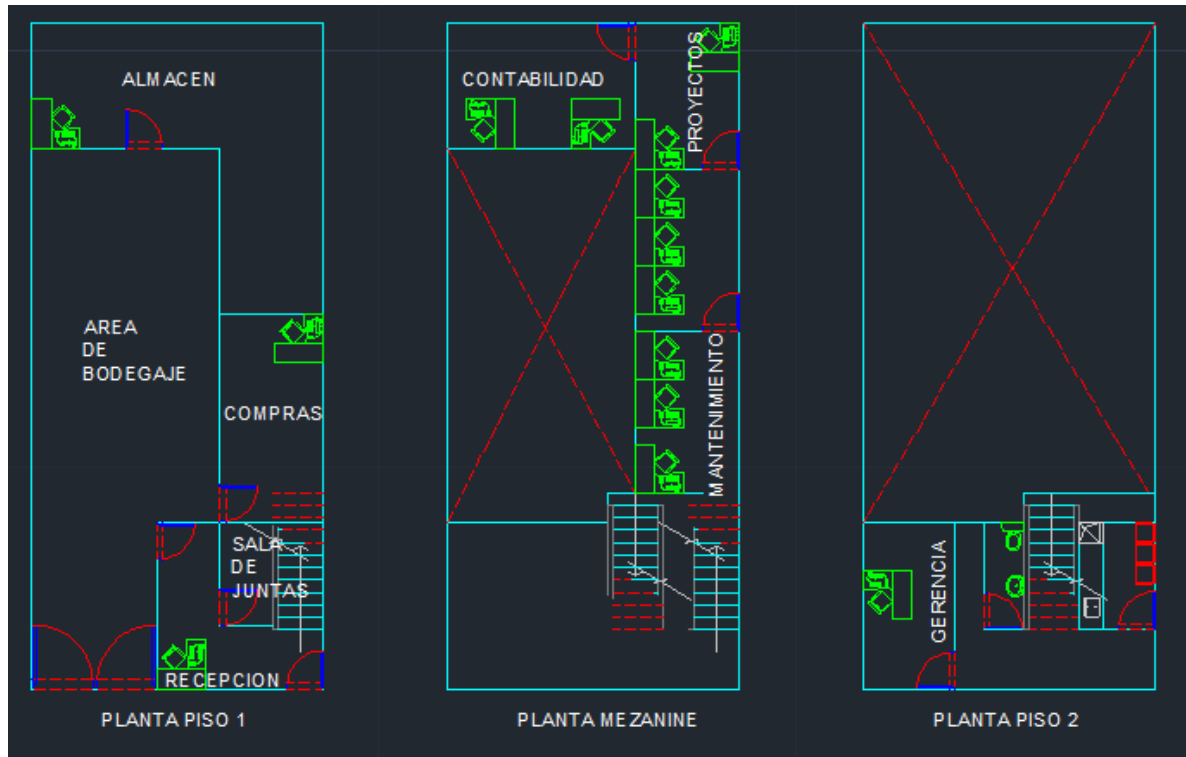 ALMACEN
AREA
DE
BODEGAJE
COMPRAS
SALA
DE
JUNTAS
RECEPCION
PLANTA PISO 1
CONTABILIDAD
PROYECTOS
MANTENIMIENTO
PLANTA MEZANINE
GERENCIA
PLANTA PISO 2